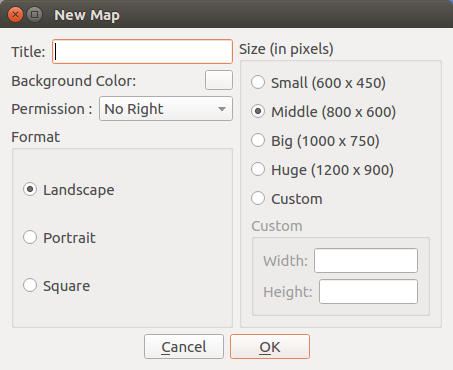 New Map
Title:
Background Color:
Permission : No Right
Format
Landscape
Portrait
Square
Size (in pixels)
Small (600 x 450)
Middle (800 x 600)
Big (1000 x 750)
Huge (1200 x 900)
Custom
Custom
Width:
Height:
Cancel OK